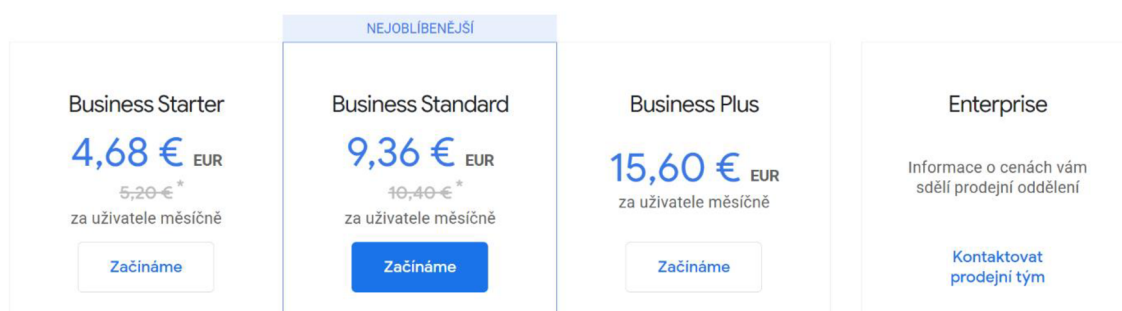 NEJOBLÍBENĚJŠÍ
Business Starter
4,68 € EUR
5,20 € *
za uživatele měsíčně
Začínáme
Business Standard
9,36 € EUR
10,40 € *
za uživatele měsíčně
Začínáme
Business Plus
15,60 € EUR
za uživatele měsíčně
Začínáme
Enterprise
Informace o cenách vám
sdělí prodejní oddělení
Kontaktovat
prodejní tým